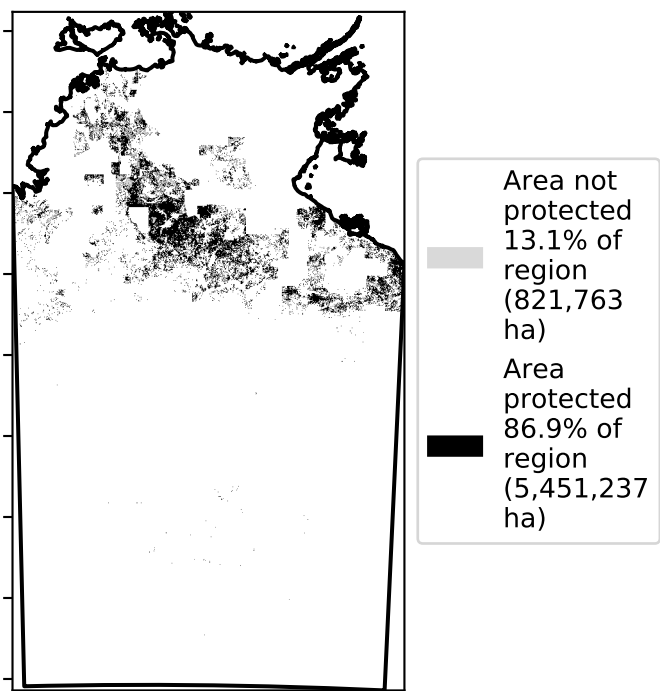 Area not
protected
13.1% of
region
(821,763
ha)
Area
protected
86.9% of
region
(5,451,237
ha)